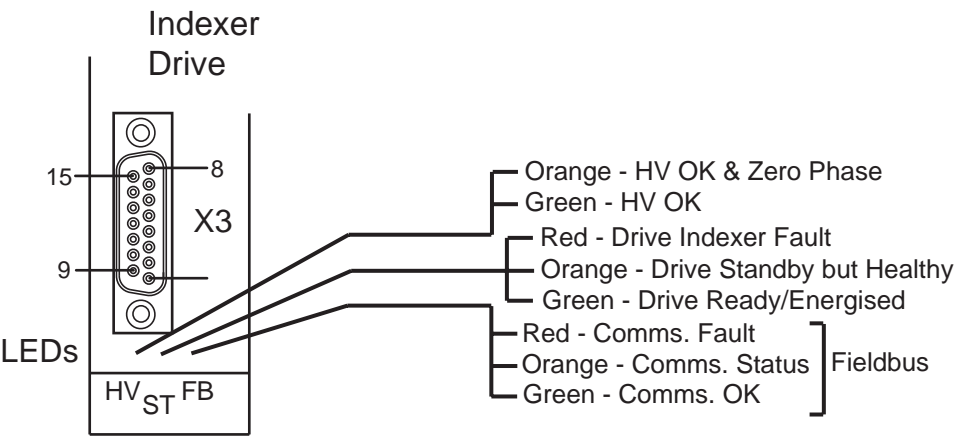 Indexer
Drive
15
8
X3
9
LEDs
HV ST FB
Orange - HV OK & Zero Phase
Green - HV OK
Red - Drive Indexer Fault
Orange - Drive Standby but Healthy
Green - Drive Ready/Energised
Red - Comms. Fault
Orange - Comms. Status
Green - Comms. OK
Fieldbus